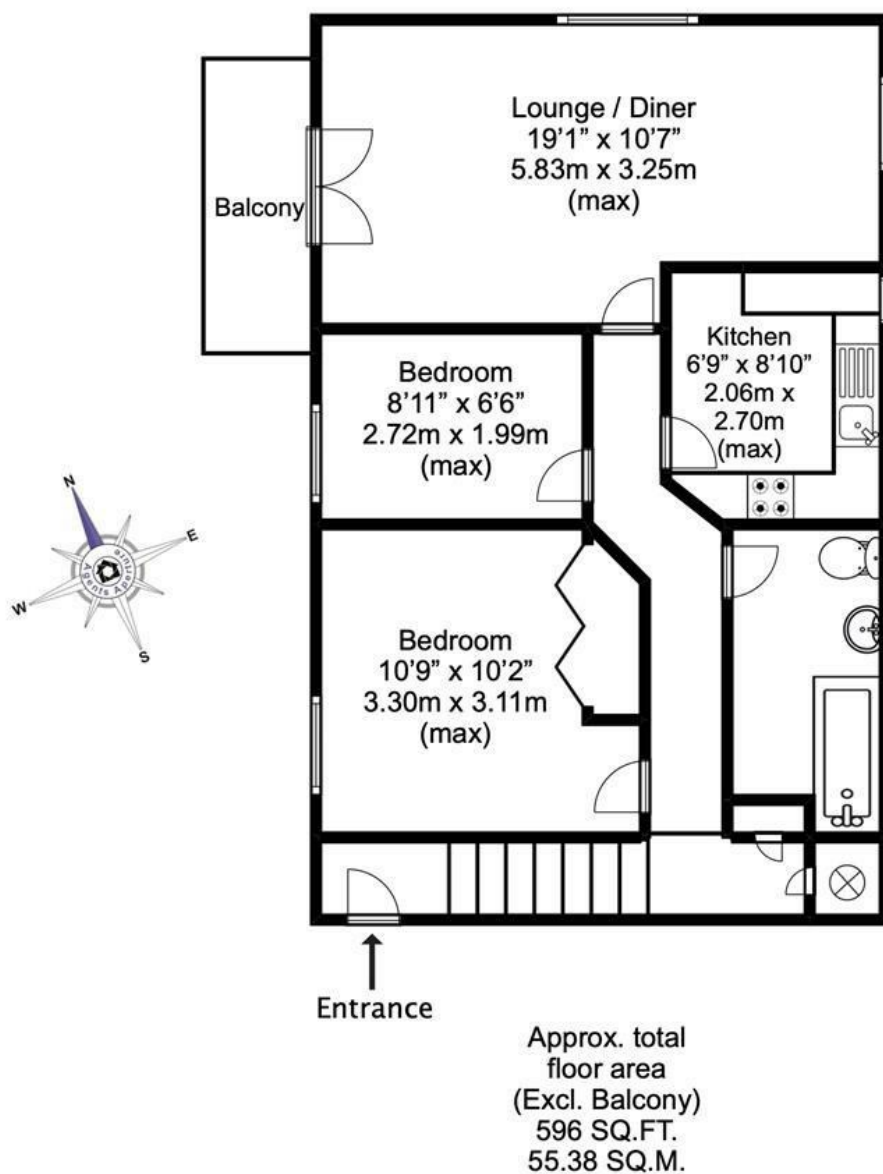 Lounge / Diner
19'1" x 10'7"
5.83m x 3.25m
(max)
Balcony
Kitchen
6'9" x 8'10"
2.06m x
2.70m
(max)
Bedroom
8'11" x 6'6"
2.72m x 1.99m
(max)
N
E
W
S
Agents Aperture
Bedroom
10'9" x 10'2"
3.30m x 3.11m
(max)
Entrance
Approx. total
floor area
(Excl. Balcony)
596 SQ.FT.
55.38 SQ.M.